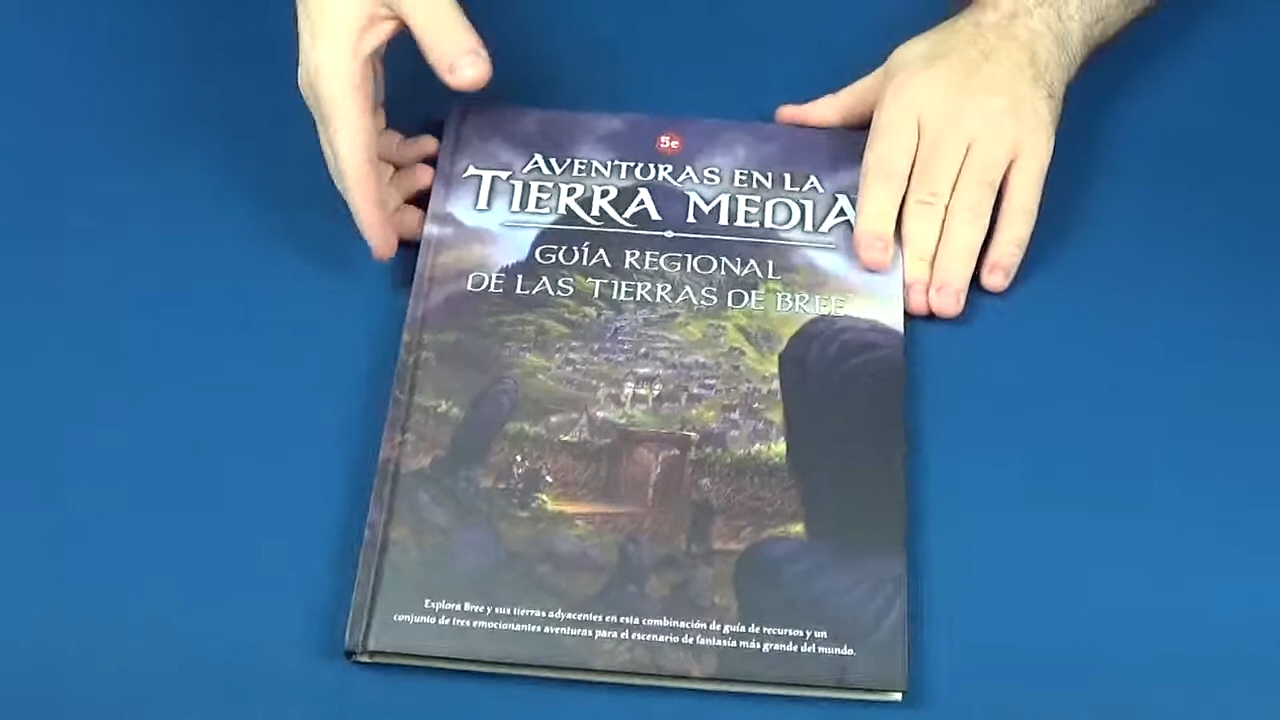 5e
AVENTURAS EN LA
TIERRA MEDIA
GUÍA REGIONAL
DE LAS TIERRAS DE BREE
Explora Bree y sus tierras adyacentes en esta combinación de guía de recursos y un
conjunto de tres emocionantes aventuras para el escenario de fantasía más grande del mundo.